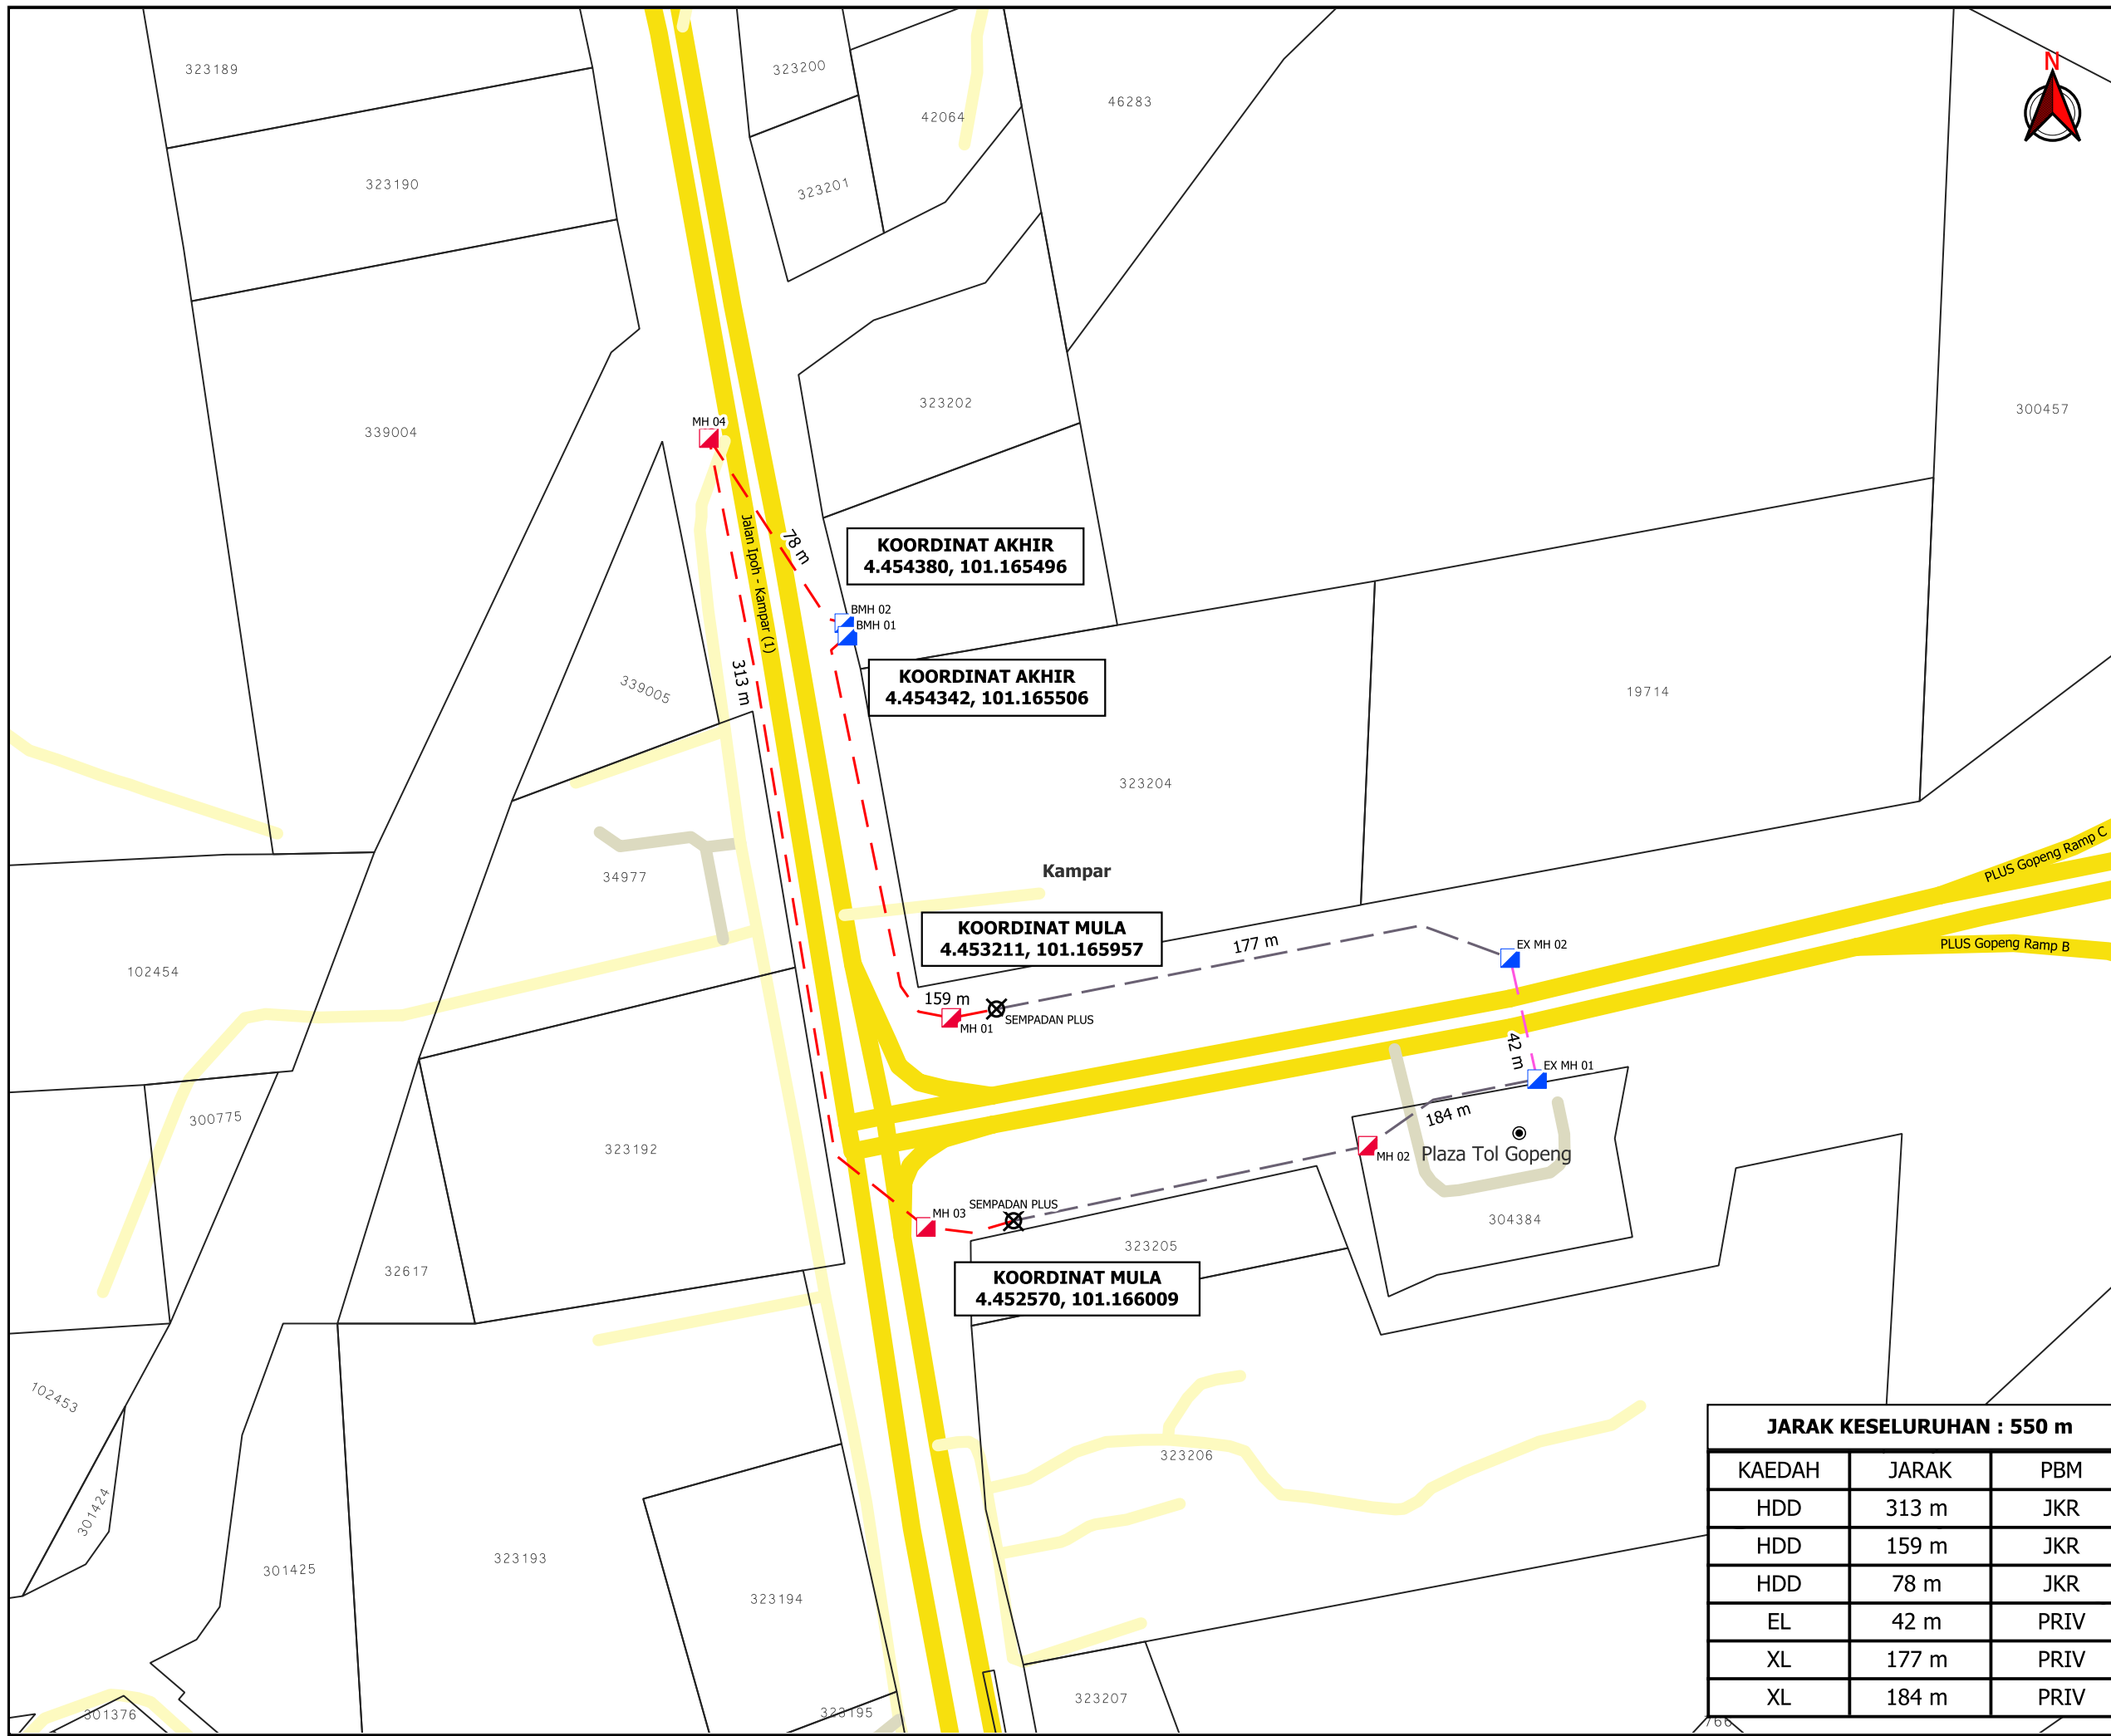 N
323189
323200
46283
42064
323190
323201
323202
300457
MH 04
339004
Jalan Ipoh - Kampar (1)
78 m
KOORDINAT AKHIR
4.454380, 101.165496
BMH 02
BMH 01
313 m
KOORDINAT AKHIR
4.454342, 101.165506
339005
19714
323204
PLUS Gopeng Ramp C
34977
Kampar
KOORDINAT MULA
4.453211, 101.165957
177 m
EX MH 02
PLUS Gopeng Ramp B
102454
159 m
MH 01
SEMPADAN PLUS
42 m
EX MH 01
300775
184 m
323192
MH 02
Plaza Tol Gopeng
SEMPADAN PLUS
MH 03
304384
323205
32617
KOORDINAT MULA
4.452570, 101.166009
102453
323206
301424
323193
301425
323194
323207
323195
301376
766
JARAK KESELURUHAN : 550 m
KAEDAH JARAK PBM
HDD 313 m JKR
HDD 159 m JKR
HDD 78 m JKR
EL 42 m PRIV
XL 177 m PRIV
XL 184 m PRIV